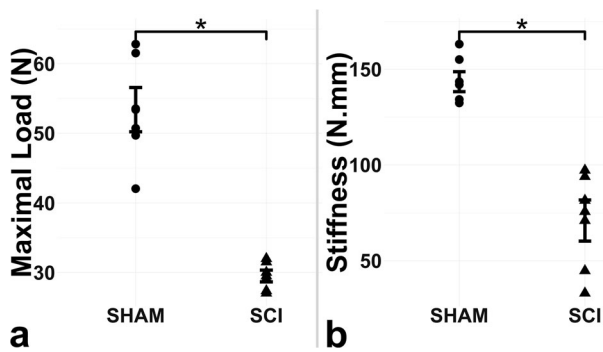 Maximal Load (N)
60
50
40
30
*
SHAM
SCI
a
Stiffness (N.mm)
150
100
50
*
SHAM
SCI
b